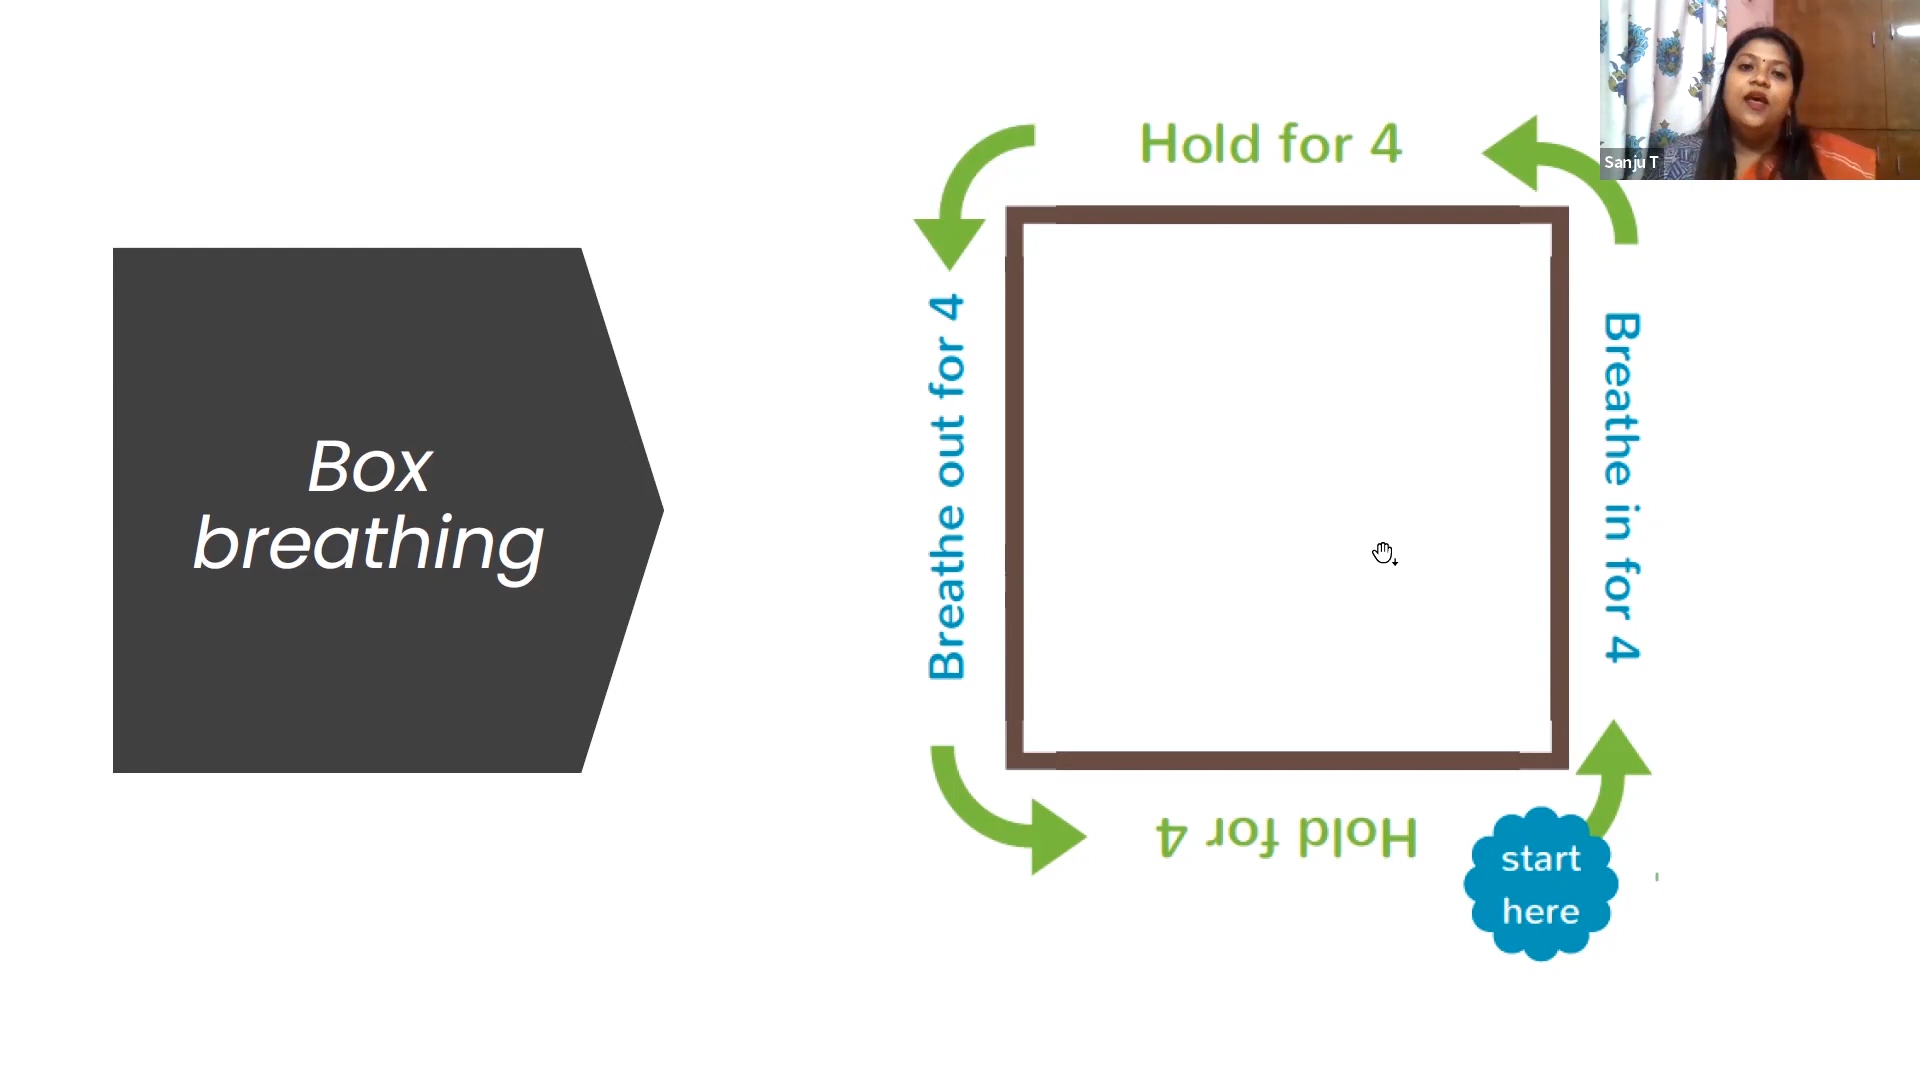 Box
breathing
Hold for 4
Sanju T
Breathe out for 4
Breathe in for 4
Hold for 4
start
here